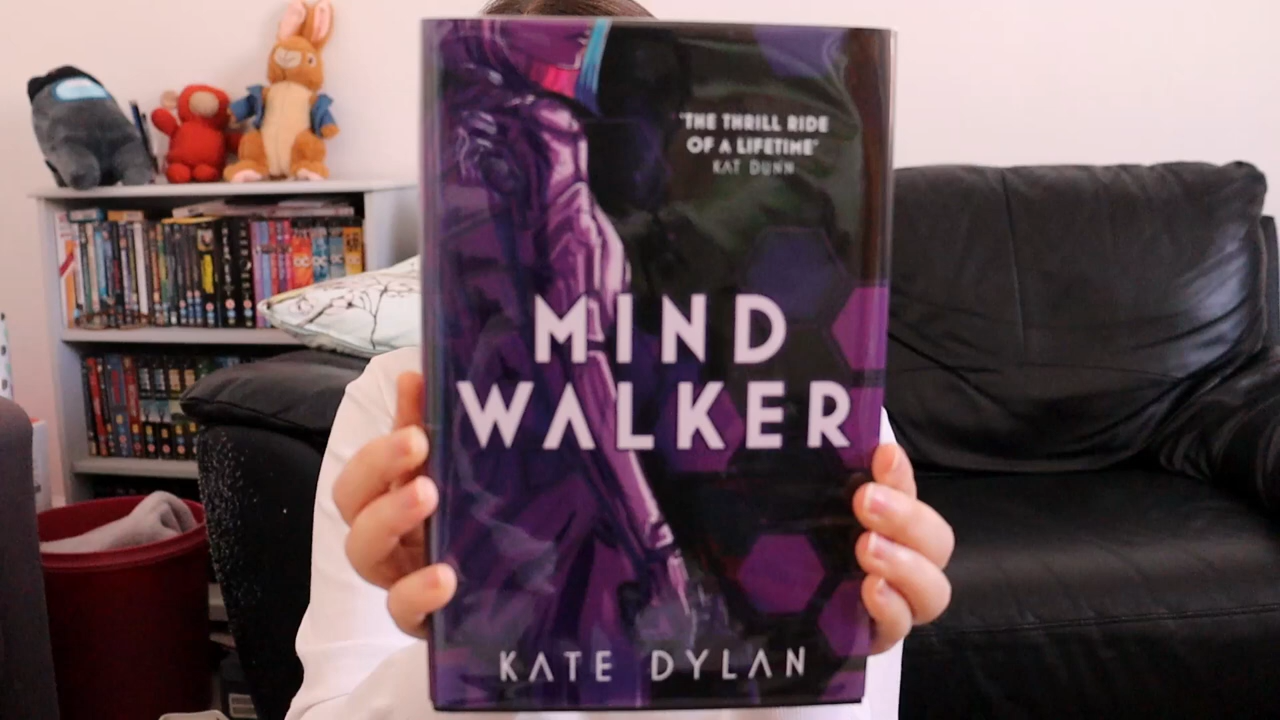 'THE THRILL RIDE
OF A LIFETIME'
KAT DUNN
MIND
WALKER
KATE DYLAN